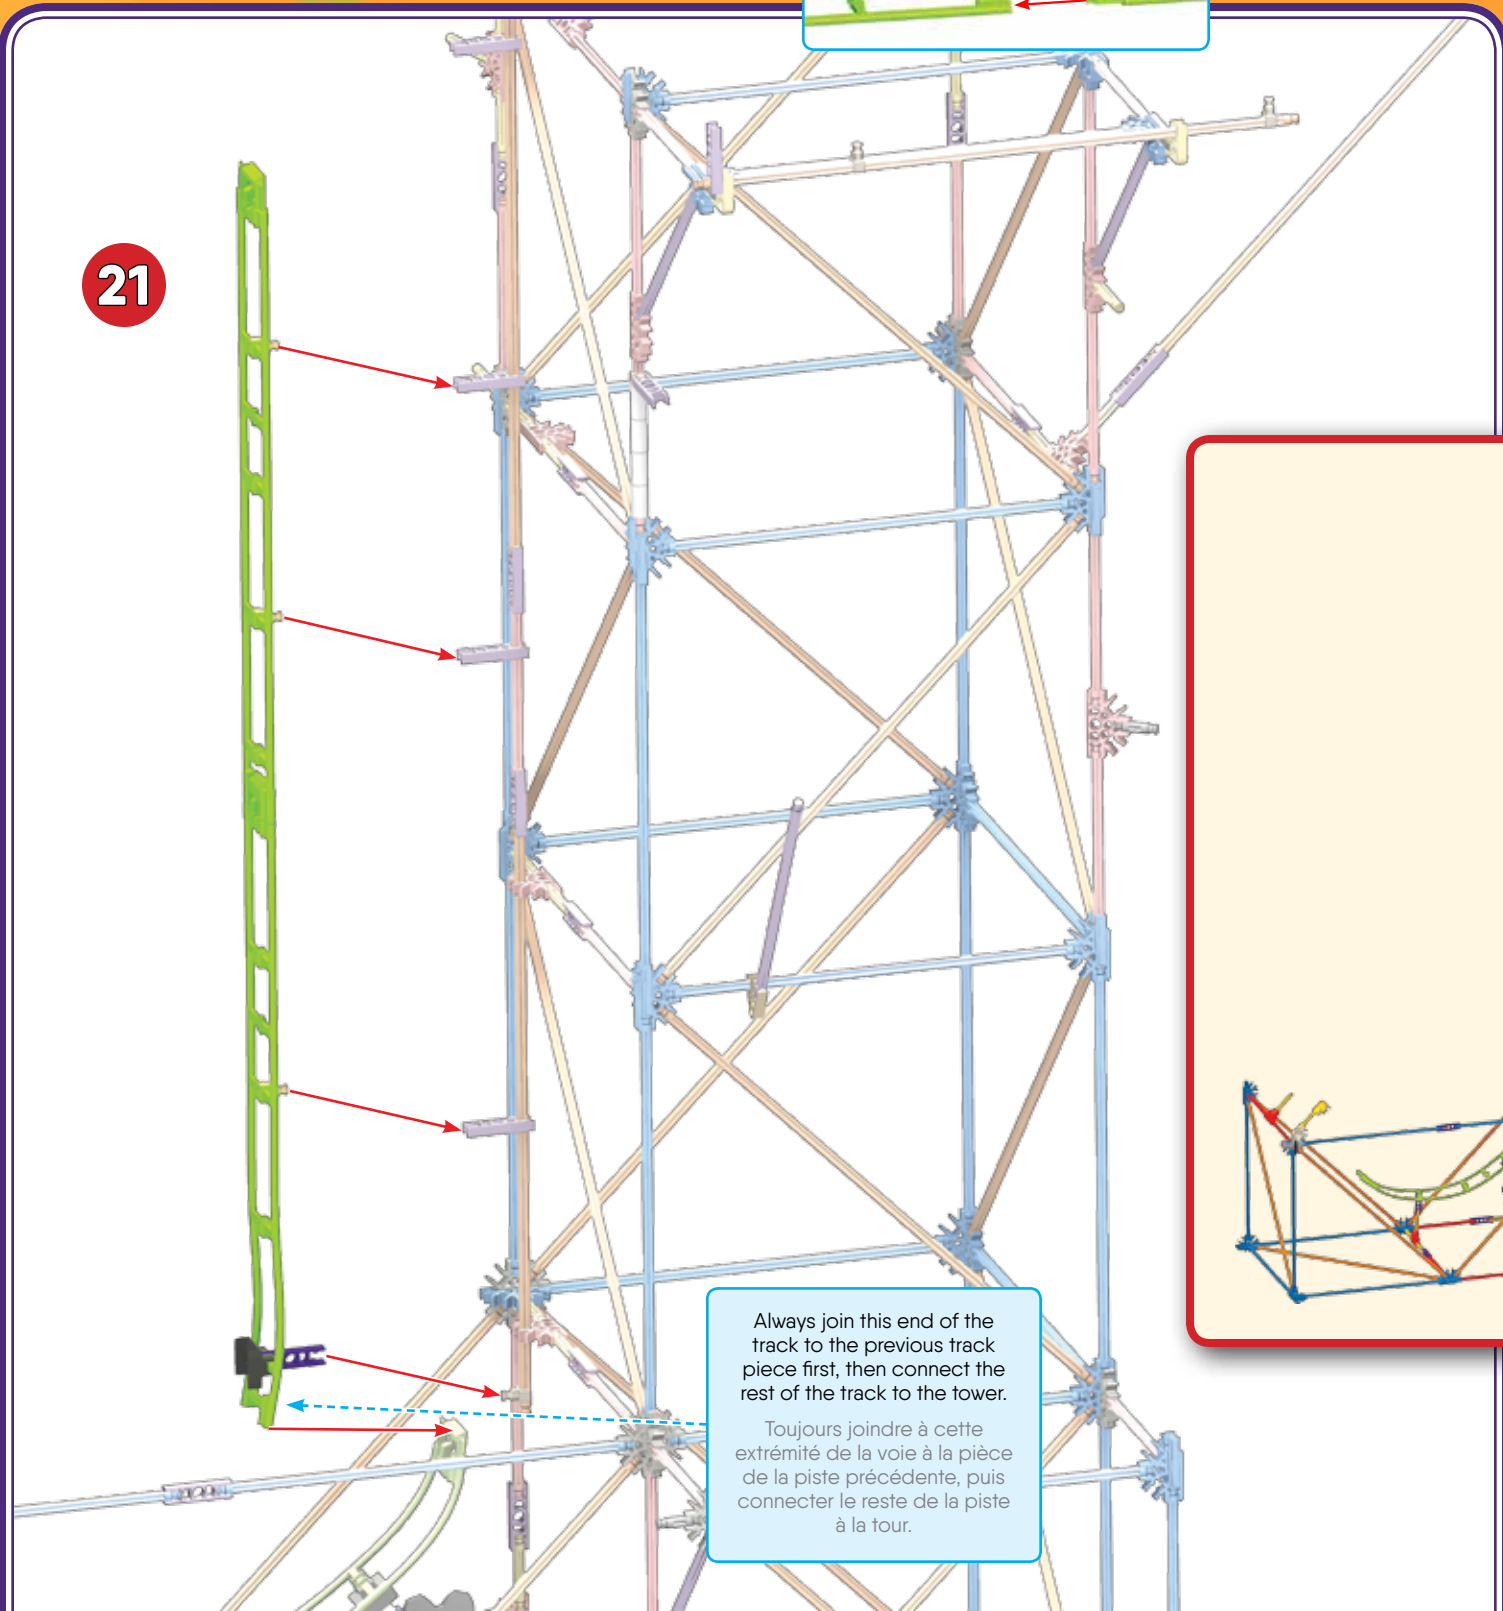 21
Always join this end of the
track to the previous track
piece first, then connect the
rest of the track to the tower.
Toujours joindre à cette
extrémité de la voie à la pièce
de la piste précédente, puis
connecter le reste de la piste
à la tour.